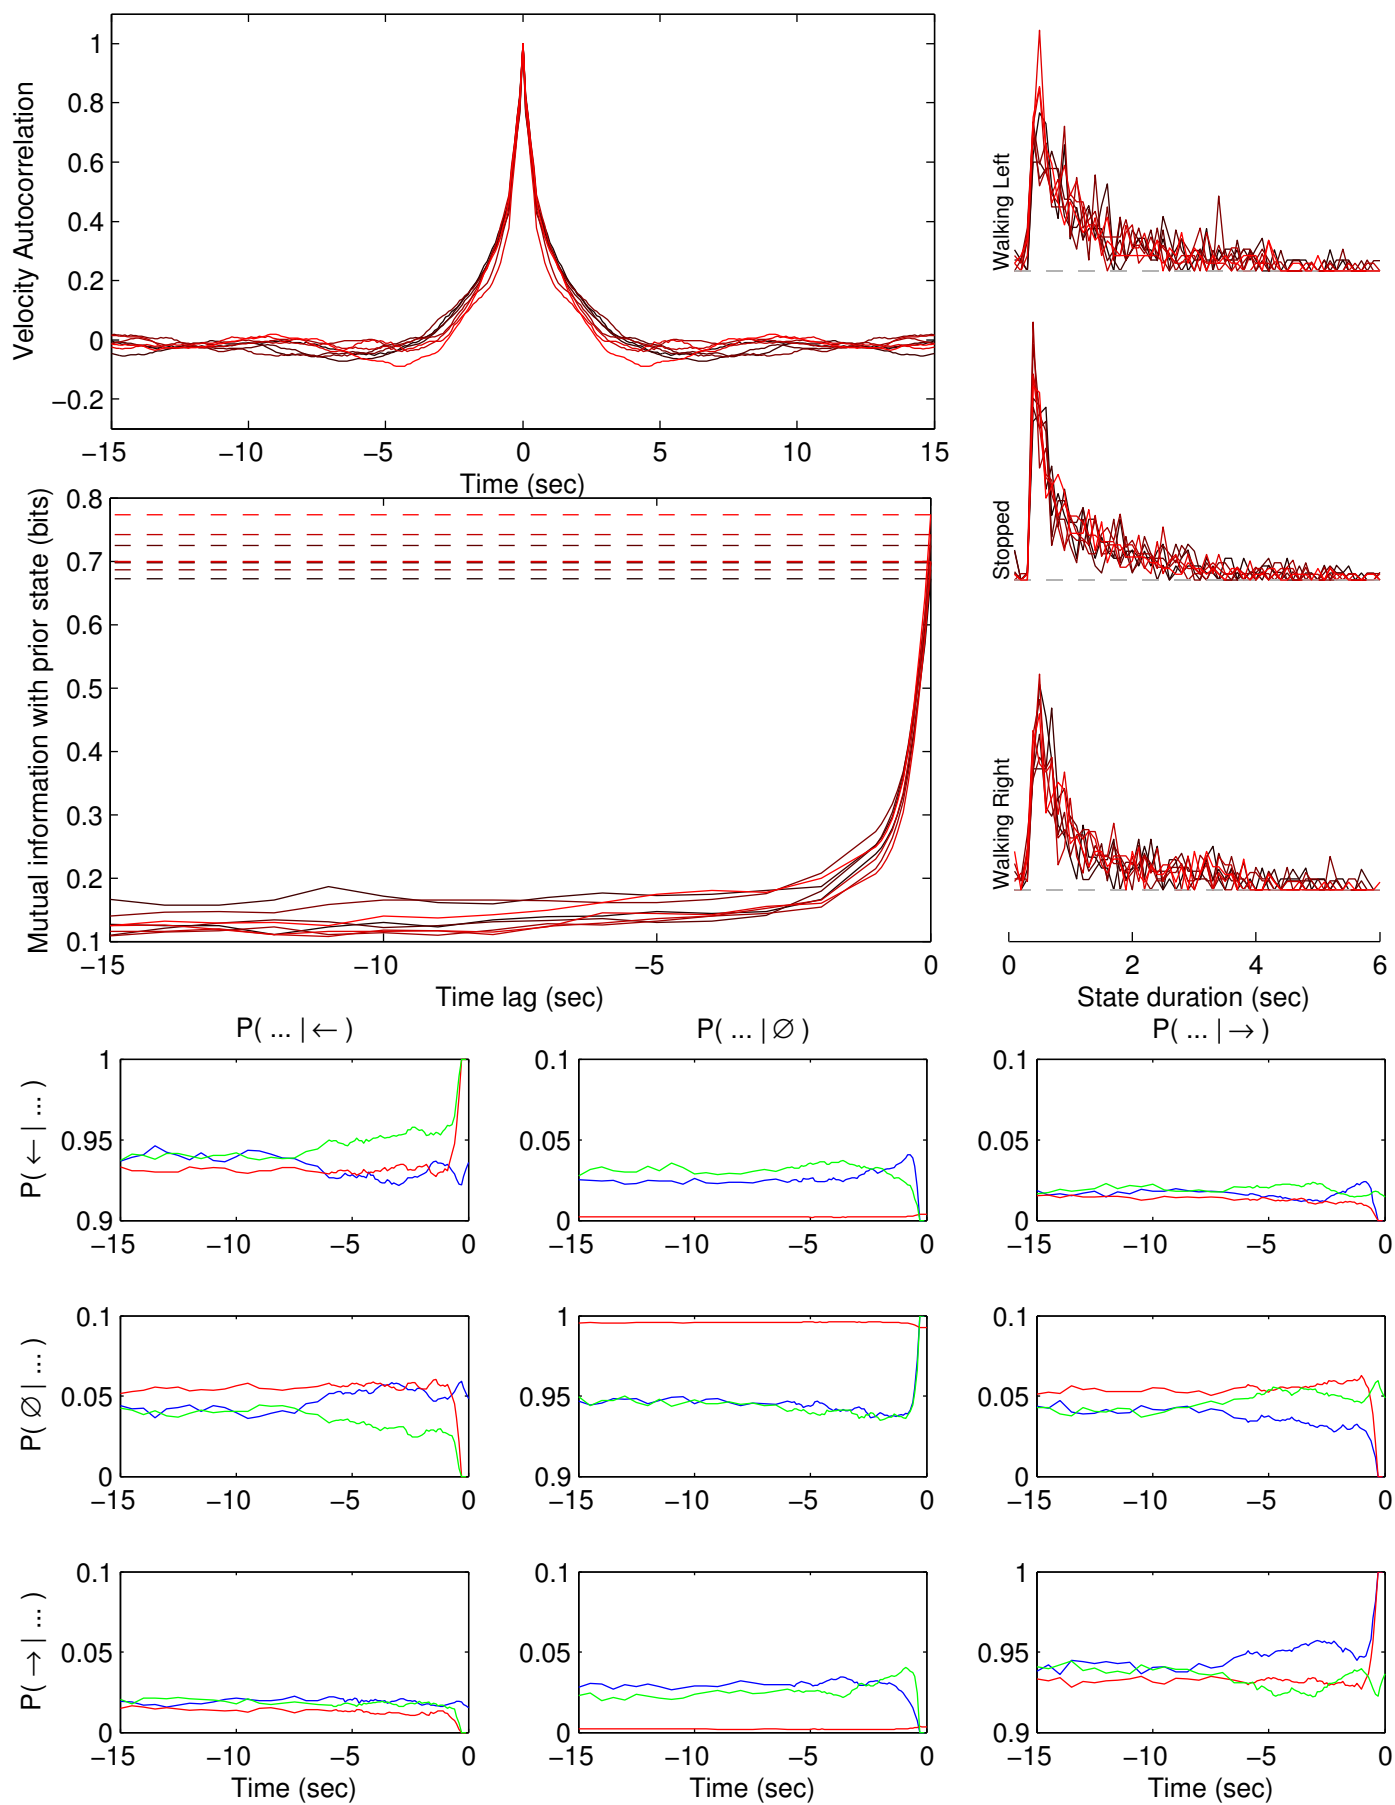 Velocity Autocorrelation
1
0.8
0.6
0.4
0.2
0
−0.2
−15 −10 −5 0 5 10 15
Time (sec)
Mutual information with prior state (bits)
0.8
0.7
0.6
0.5
0.4
0.3
0.2
0.1
−15 −10 −5 0
Time lag (sec)
Walking Left
Stopped
Walking Right
0 2 4 6
State duration (sec)
P( ... | ← ) P( ... | ∅ ) P( ... | → )
P( ← | ... )
1
0.95
0.9
−15 −10 −5 0
0.1
0.05
0
−15 −10 −5 0
0.1
0.05
0
−15 −10 −5 0
P( ∅ | ... )
0.1
0.05
0
−15 −10 −5 0
1
0.95
0.9
−15 −10 −5 0
0.1
0.05
0
−15 −10 −5 0
P( → | ... )
0.1
0.05
0
−15 −10 −5 0
Time (sec)
0.1
0.05
0
−15 −10 −5 0
Time (sec)
1
0.95
0.9
−15 −10 −5 0
Time (sec)